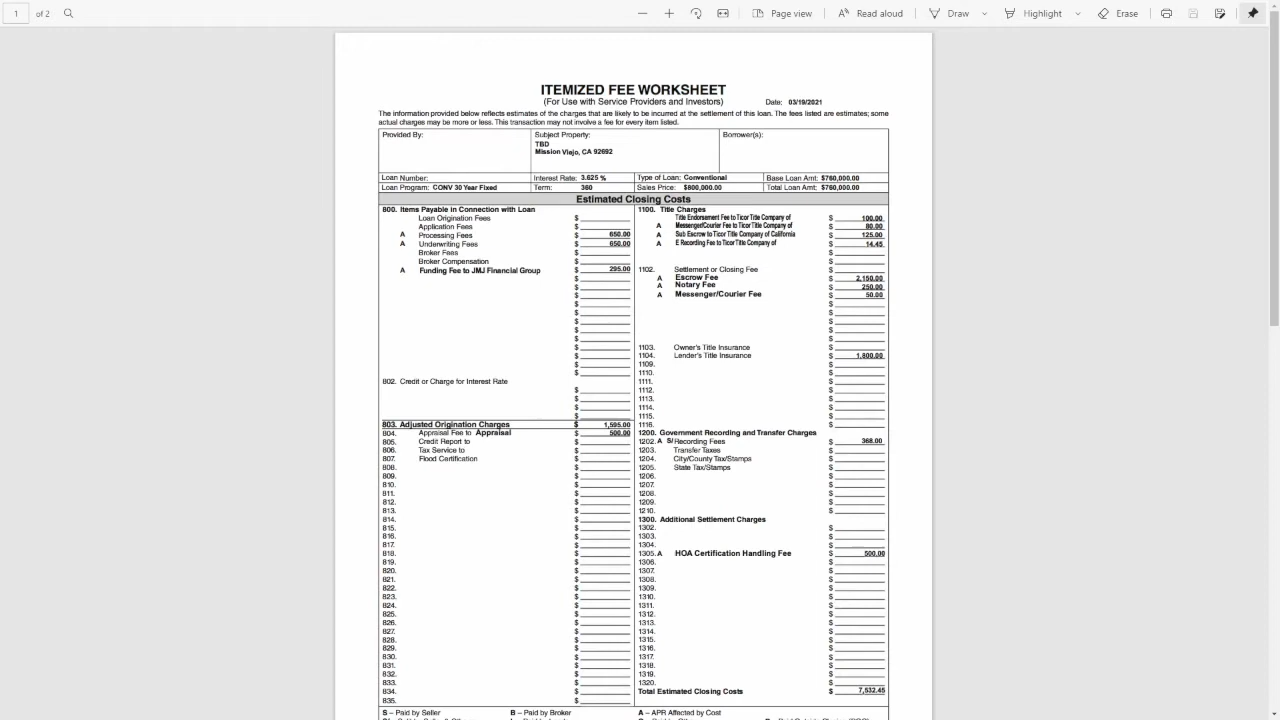 1 of 2
Page view Read aloud Draw Highlight Erase
ITEMIZED FEE WORKSHEET
(For Use with Service Providers and Investors) Date: 03/19/2021
The information provided below reflects estimates of the charges that are likely to be incurred at the settlement of this loan. The fees listed are estimates; some
actual charges may be more or less. This transaction may not involve a fee for every item listed.
Provided By: Subject Property: Borrower(s):
TBD
Mission Viejo, CA 92692
Loan Number: Interest Rate: 3.625 % Type of Loan: Conventional Base Loan Amt: $760,000.00
Loan Program: CONV 30 Year Fixed Term: 360 Sales Price: $800,000.00 Total Loan Amt: $760,000.00
Estimated Closing Costs
800. Items Payable in Connection with Loan
Loan Origination Fees $
Application Fees $
A Processing Fees $ 650.00
A Underwriting Fees $ 650.00
Broker Fees $
Broker Compensation $
A Funding Fee to JMJ Financial Group $ 295.00
$
$
$
$
$
$
$
$
$
$
$
$
802. Credit or Charge for Interest Rate
$
$
$
$
803. Adjusted Origination Charges $ 1,595.00
804. Appraisal Fee to Appraisal $ 500.00
805. Credit Report to $
806. Tax Service to $
807. Flood Certification $
808. $
809. $
810. $
811. $
812. $
813. $
814. $
815. $
816. $
817. $
818. $
819. $
820. $
821. $
822. $
823. $
824. $
825. $
826. $
827. $
828. $
829. $
830. $
831. $
832. $
833. $
834. $
835. $
1100. Title Charges
Title Endorsement Fee to Ticor Title Company of $ 100.00
A Messenger/Courier Fee to Ticor Title Company of $ 80.00
A Sub Escrow to Ticor Title Company of California $ 125.00
A E Recording Fee to Ticor Title Company of $ 14.45
1102. Settlement or Closing Fee $
A Escrow Fee $ 2,150.00
A Notary Fee $ 250.00
A Messenger/Courier Fee $ 50.00
$
$
$
$
$
1103. Owner's Title Insurance $
1104. Lender's Title Insurance $ 1,800.00
1109. $
1110. $
1111. $
1112. $
1113. $
1114. $
1115. $
1116. $
1200. Government Recording and Transfer Charges
1202. A S/ Recording Fees $ 368.00
1203. Transfer Taxes $
1204. City/County Tax/Stamps $
1205. State Tax/Stamps $
1206. $
1207. $
1208. $
1209. $
1210. $
1300. Additional Settlement Charges
1302. $
1303. $
1304. $
1305. A HOA Certification Handling Fee $ 500.00
1306. $
1307. $
1308. $
1309. $
1310. $
1311. $
1312. $
1313. $
1314. $
1315. $
1316. $
1317. $
1318. $
1319. $
1320. $
Total Estimated Closing Costs $ 7,532.45
S – Paid by Seller B – Paid by Broker A – APR Affected by Cost